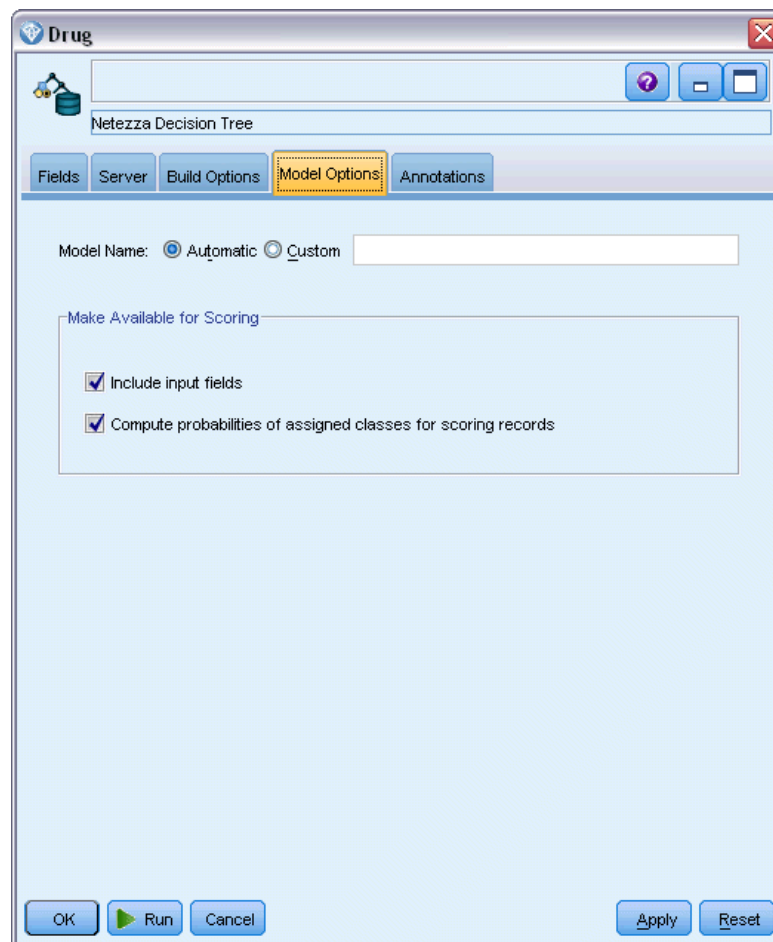 Drug
Netezza Decision Tree
Fields Server Build Options Model Options Annotations
Model Name: Automatic Custom
Make Available for Scoring
Include input fields
Compute probabilities of assigned classes for scoring records
OK Run Cancel Apply Reset